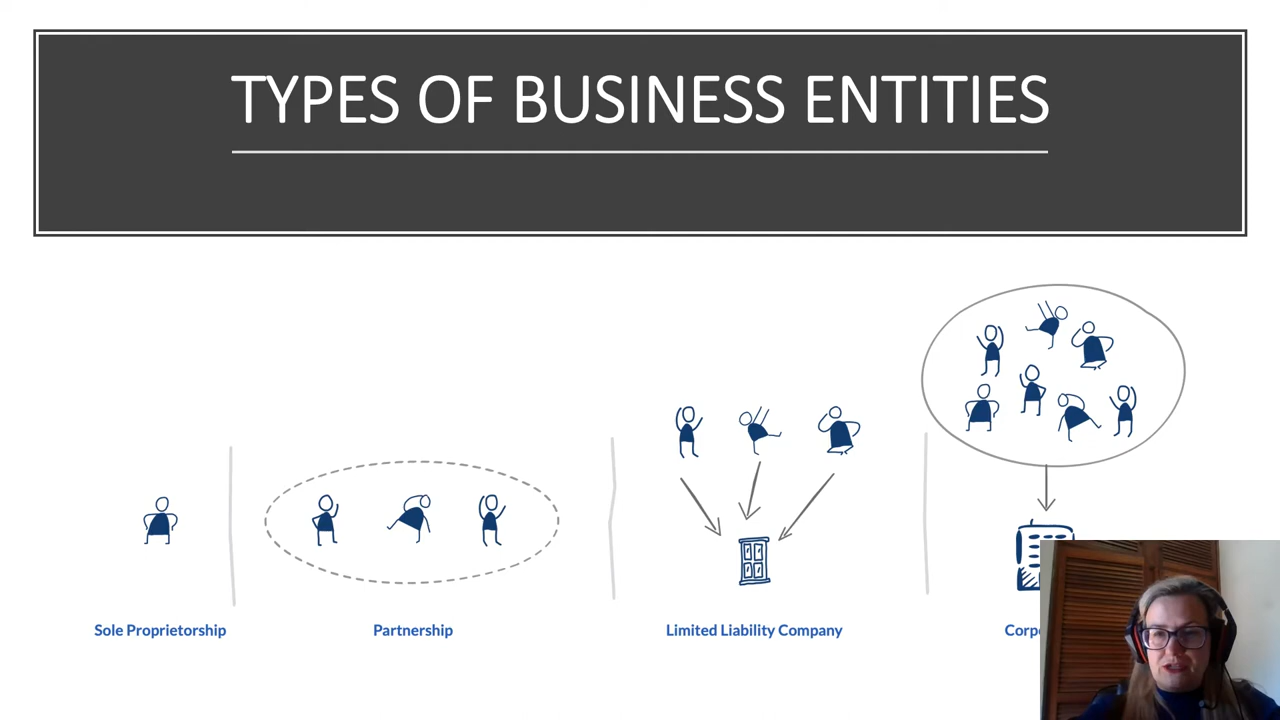 TYPES OF BUSINESS ENTITIES
Sole Proprietorship
Partnership
Limited Liability Company